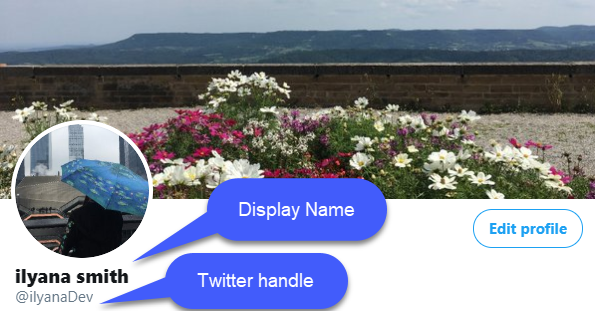 Display Name
Edit profile
ilyana smith
Twitter handle
@ilyanaDev